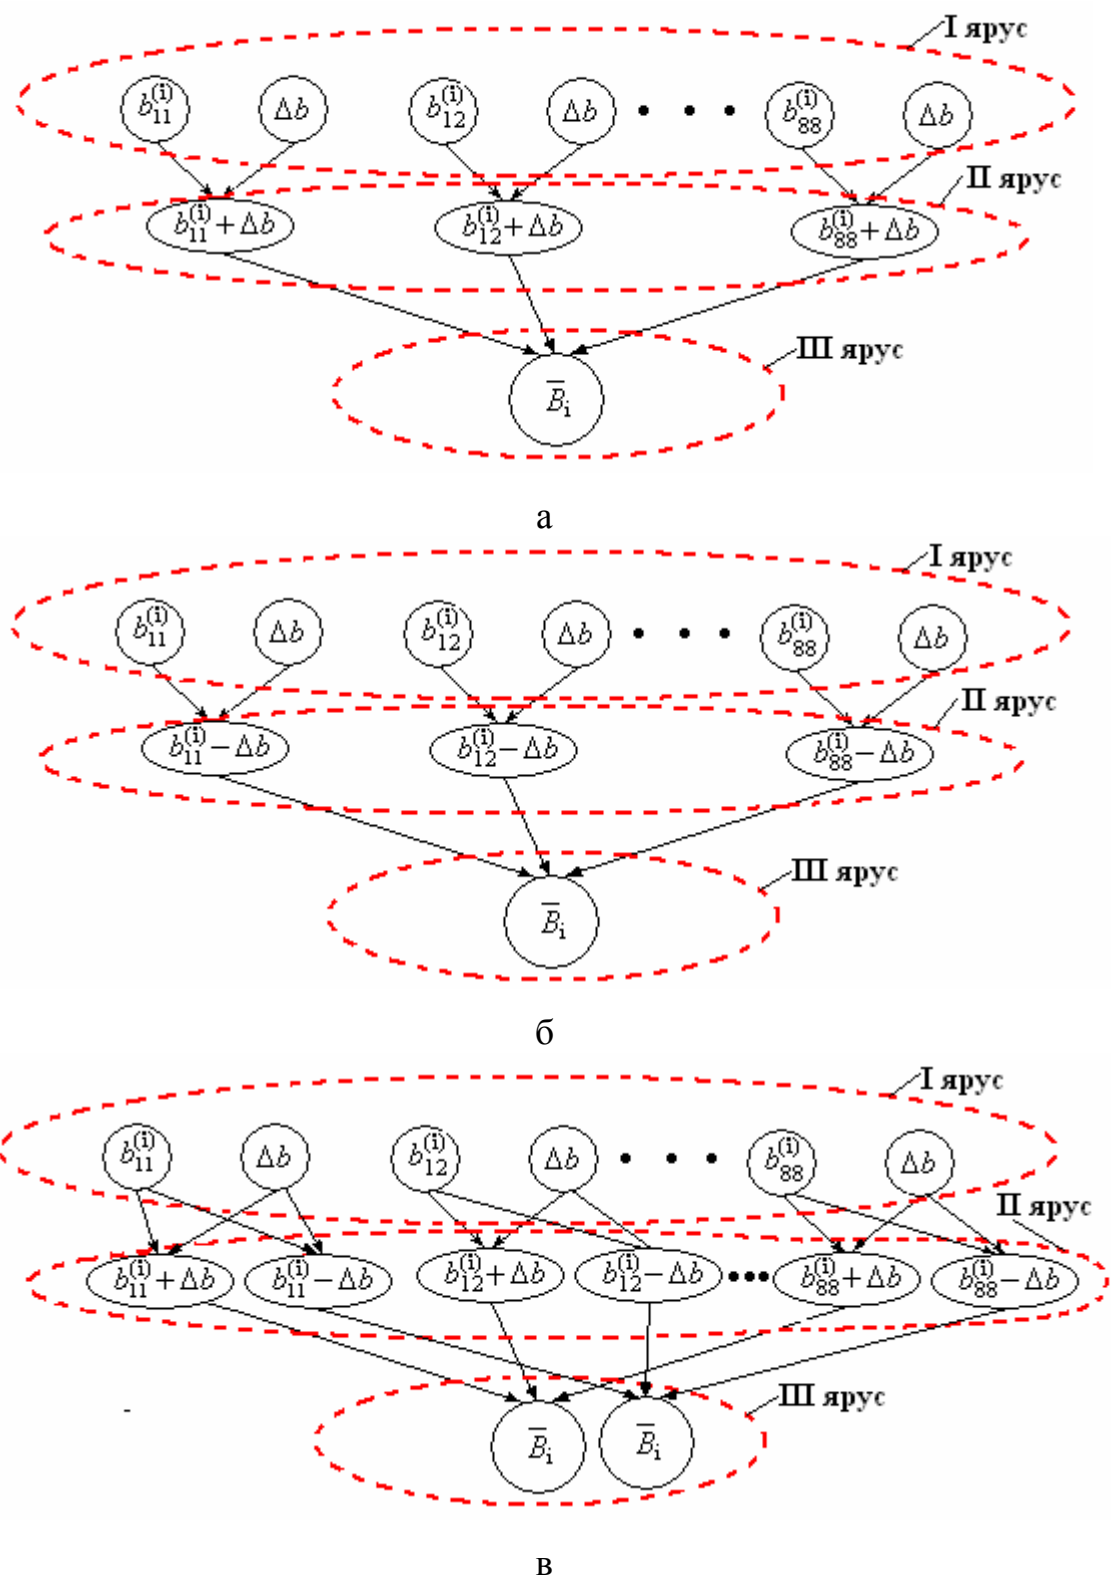 I ярус
b₁₁⁽ⁱ⁾ Δb b₁₂⁽ⁱ⁾ Δb • • • b₈₈⁽ⁱ⁾ Δb
II ярус
b₁₁⁽ⁱ⁾+Δb b₁₂⁽ⁱ⁾+Δb b₈₈⁽ⁱ⁾+Δb
III ярус
B̅ᵢ
а
I ярус
b₁₁⁽ⁱ⁾ Δb b₁₂⁽ⁱ⁾ Δb • • • b₈₈⁽ⁱ⁾ Δb
II ярус
b₁₁⁽ⁱ⁾−Δb b₁₂⁽ⁱ⁾−Δb b₈₈⁽ⁱ⁾−Δb
III ярус
B̅ᵢ
б
I ярус
b₁₁⁽ⁱ⁾ Δb b₁₂⁽ⁱ⁾ Δb • • • b₈₈⁽ⁱ⁾ Δb
II ярус
b₁₁⁽ⁱ⁾+Δb b₁₁⁽ⁱ⁾−Δb b₁₂⁽ⁱ⁾+Δb b₁₂⁽ⁱ⁾−Δb ••• b₈₈⁽ⁱ⁾+Δb b₈₈⁽ⁱ⁾−Δb
III ярус
B̅ᵢ B̅ᵢ
в